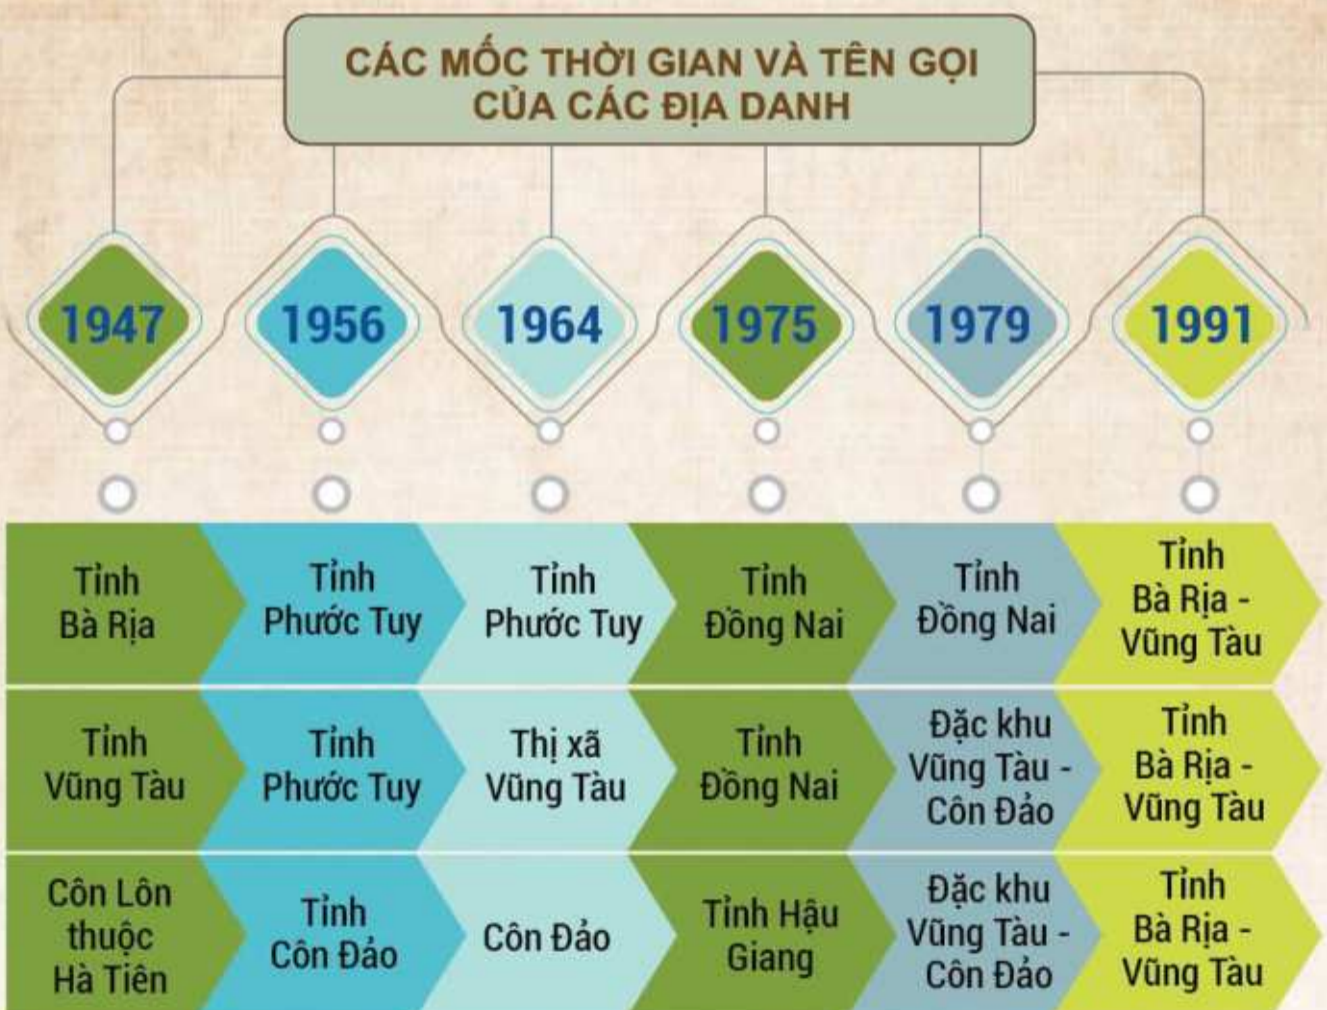 CÁC MỐC THỜI GIAN VÀ TÊN GỌI
CỦA CÁC ĐỊA DANH
1947
1956
1964
1975
1979
1991
Tỉnh
Bà Rịa
Tỉnh
Phước Tuy
Tỉnh
Phước Tuy
Tỉnh
Đồng Nai
Tỉnh
Đồng Nai
Tỉnh
Bà Rịa -
Vũng Tàu
Tỉnh
Vũng Tàu
Tỉnh
Phước Tuy
Thị xã
Vũng Tàu
Tỉnh
Đồng Nai
Đặc khu
Vũng Tàu -
Côn Đảo
Tỉnh
Bà Rịa -
Vũng Tàu
Côn Lôn
thuộc
Hà Tiên
Tỉnh
Côn Đảo
Côn Đảo
Tỉnh Hậu
Giang
Đặc khu
Vũng Tàu -
Côn Đảo
Tỉnh
Bà Rịa -
Vũng Tàu